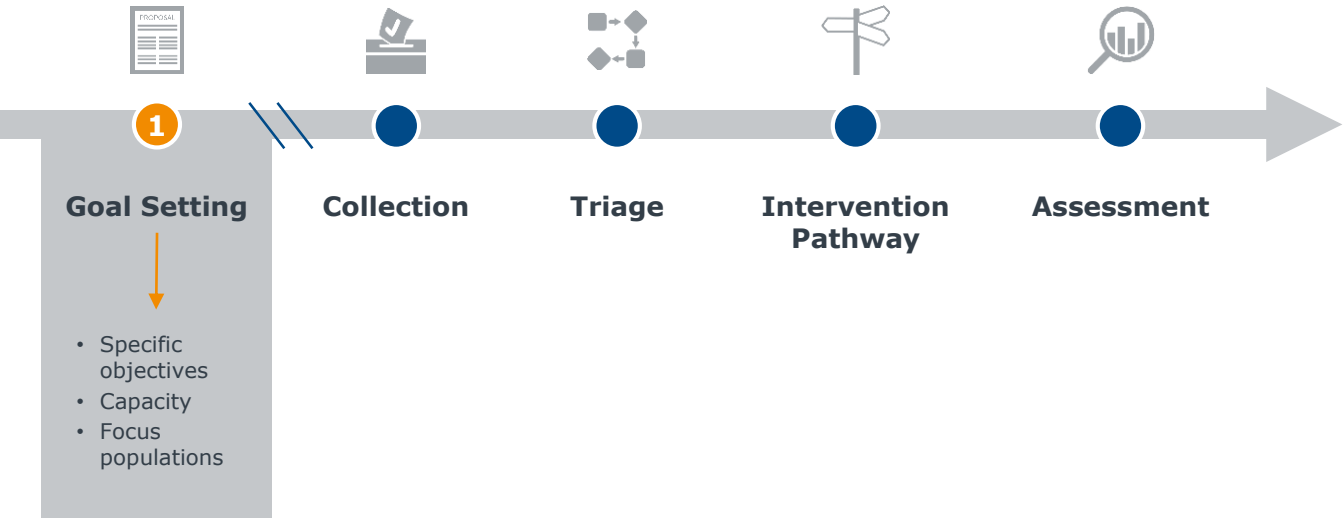 PROPOSAL
1
Goal Setting
Collection
Triage
Intervention
Pathway
Assessment
• Specific
objectives
• Capacity
• Focus
populations